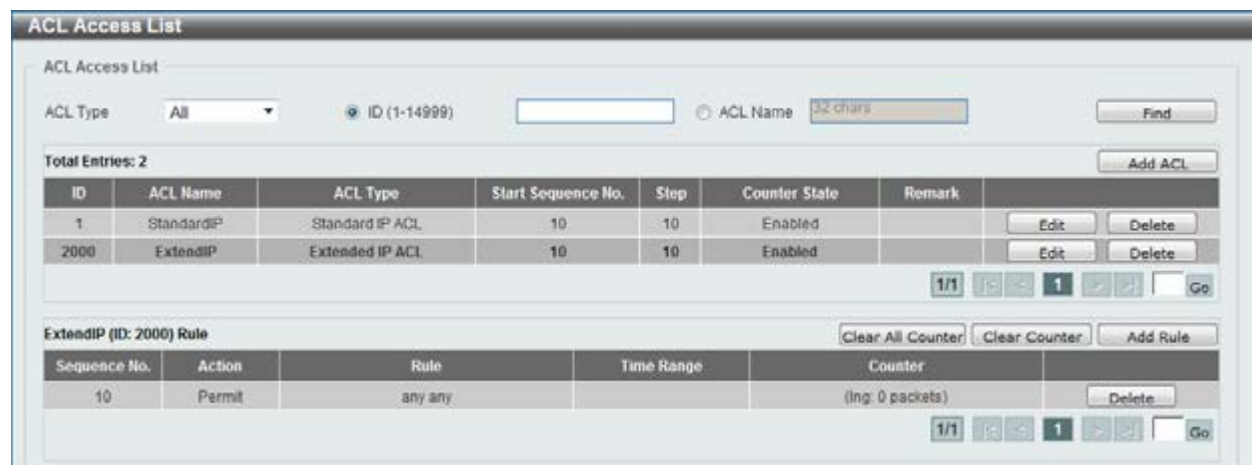 ACL Access List
ACL Access List
ACL Type All ID (1-14999) ACL Name 32 chars Find
Total Entries: 2 Add ACL
ID ACL Name ACL Type Start Sequence No. Step Counter State Remark
1 StandardIP Standard IP ACL 10 10 Enabled Edit Delete
2000 ExtendIP Extended IP ACL 10 10 Enabled Edit Delete
1/1 |< < 1 > >| Go
ExtendIP (ID: 2000) Rule Clear All Counter Clear Counter Add Rule
Sequence No. Action Rule Time Range Counter
10 Permit any any (Ing: 0 packets) Delete
1/1 |< < 1 > >| Go